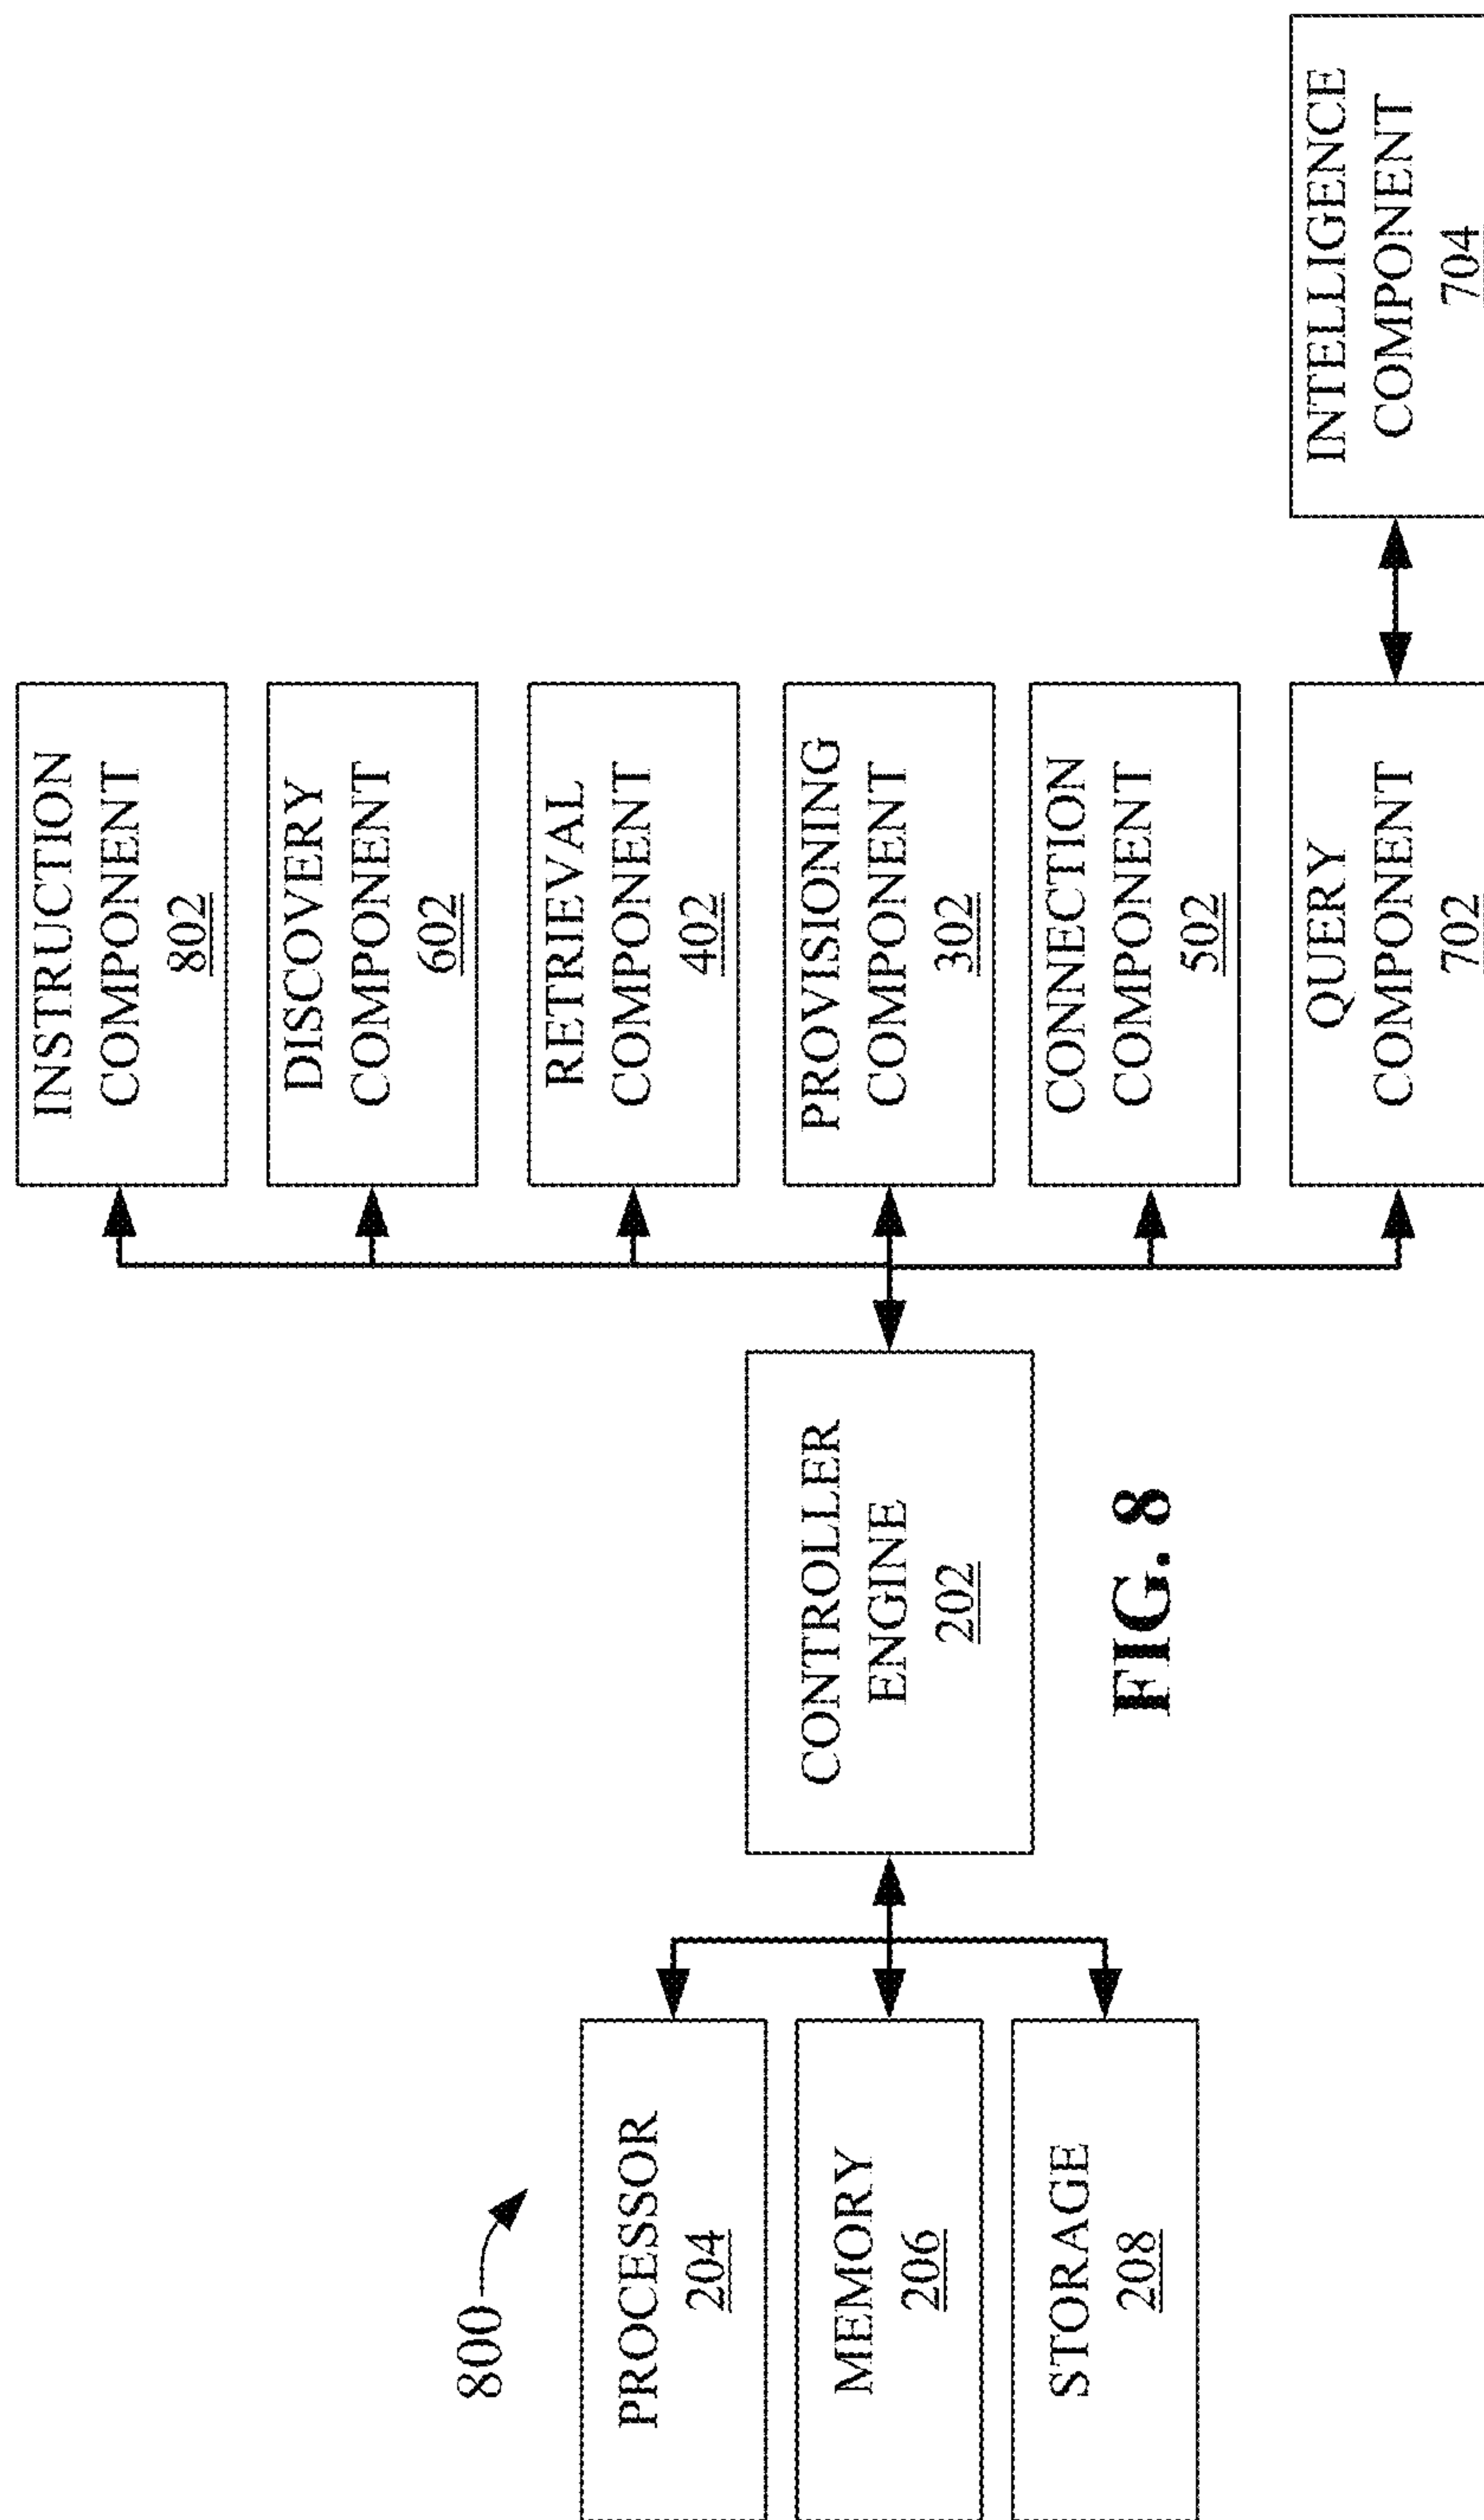 800
PROCESSOR
204
MEMORY
206
STORAGE
208
CONTROLLER
ENGINE
202
INSTRUCTION
COMPONENT
802
DISCOVERY
COMPONENT
602
RETRIEVAL
COMPONENT
402
PROVISIONING
COMPONENT
302
CONNECTION
COMPONENT
502
QUERY
COMPONENT
702
INTELLIGENCE
COMPONENT
704
FIG. 8